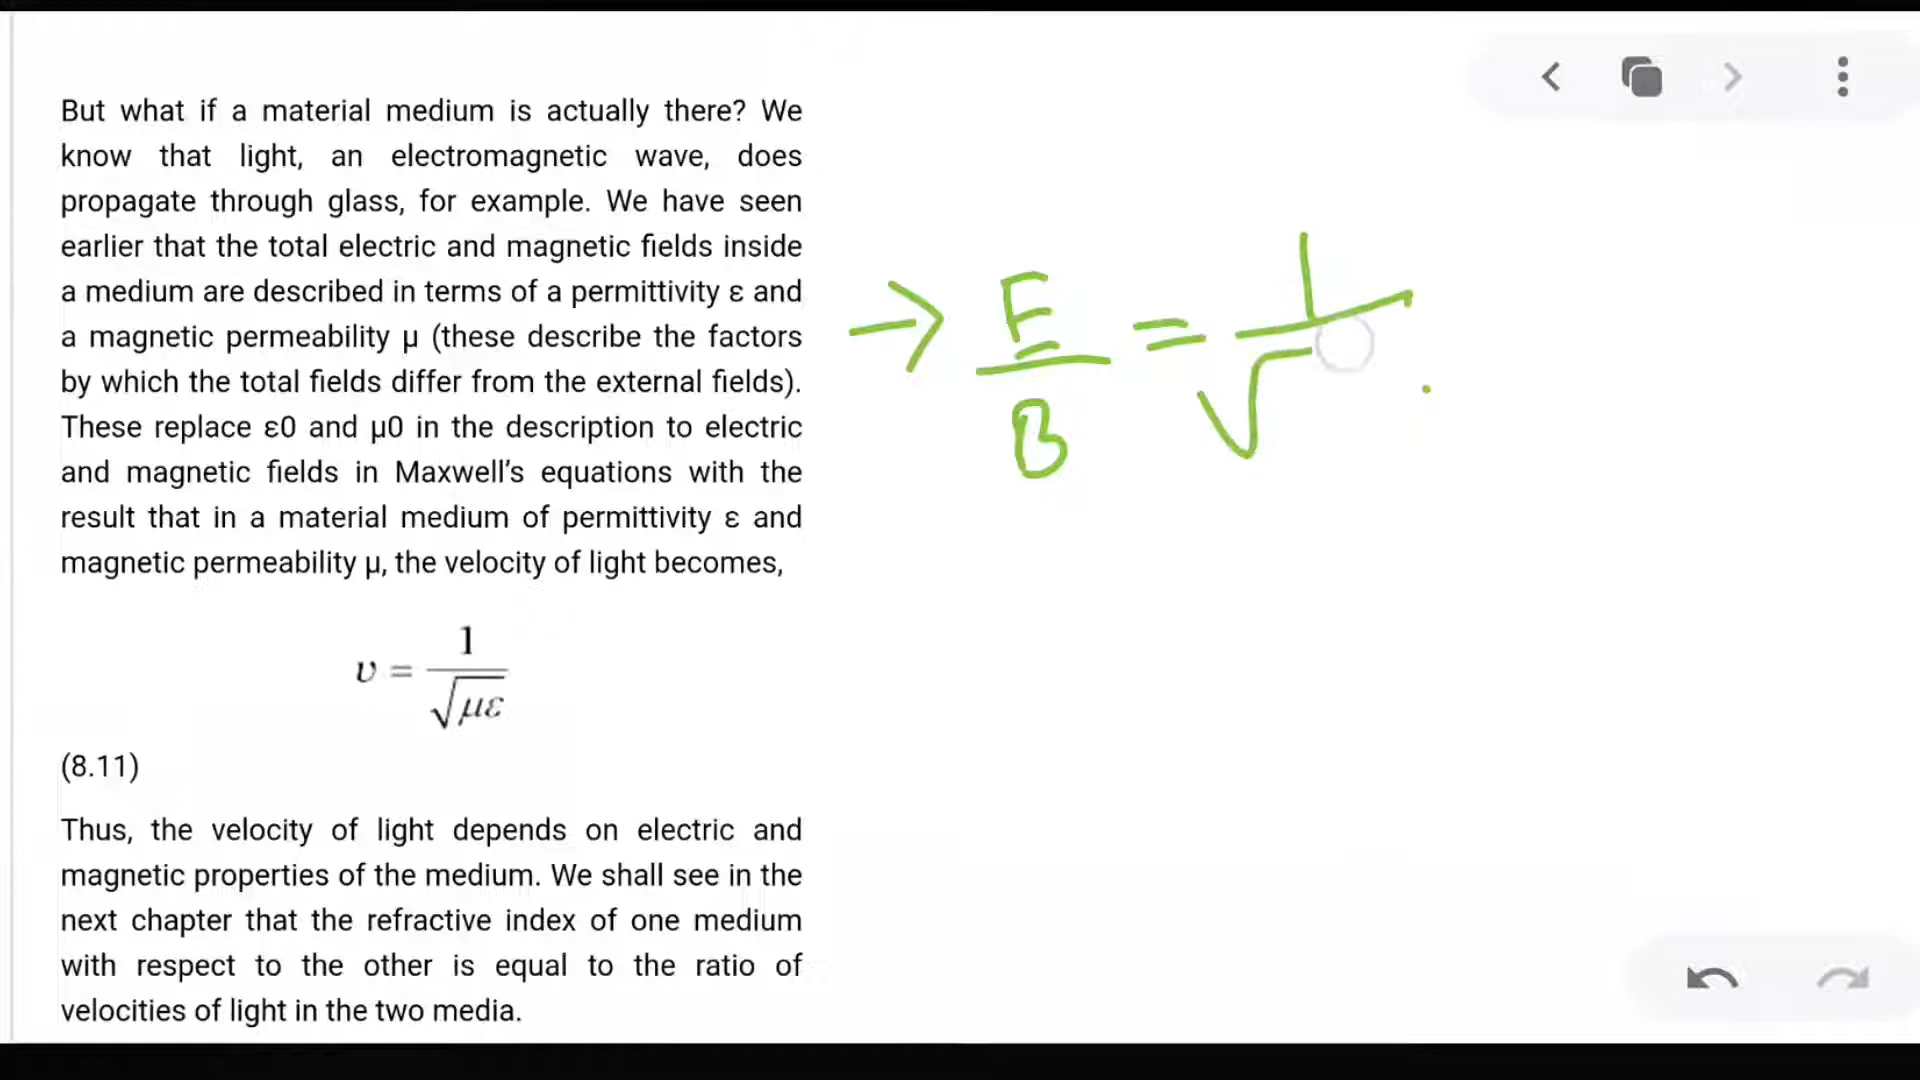 But what if a material medium is actually there? We
know that light, an electromagnetic wave, does
propagate through glass, for example. We have seen
earlier that the total electric and magnetic fields inside
a medium are described in terms of a permittivity ε and
a magnetic permeability μ (these describe the factors
by which the total fields differ from the external fields).
These replace ε0 and μ0 in the description to electric
and magnetic fields in Maxwell’s equations with the
result that in a material medium of permittivity ε and
magnetic permeability μ, the velocity of light becomes,
υ = 1/√με
(8.11)
Thus, the velocity of light depends on electric and
magnetic properties of the medium. We shall see in the
next chapter that the refractive index of one medium
with respect to the other is equal to the ratio of
velocities of light in the two media.
→ E/B = 1/√